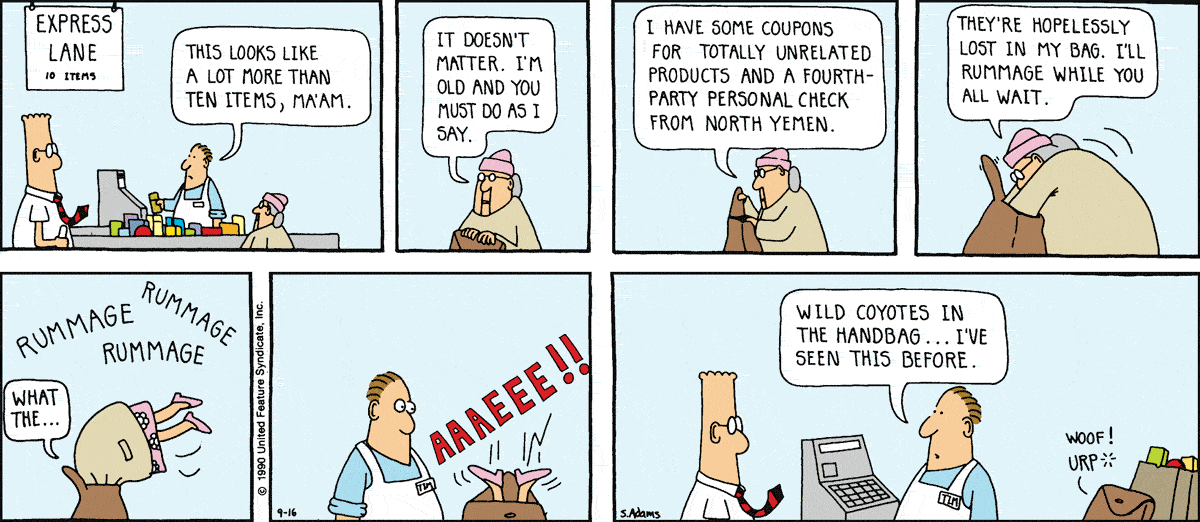 EXPRESS
LANE
10 ITEMS
THIS LOOKS LIKE
A LOT MORE THAN
TEN ITEMS, MA'AM.
IT DOESN'T
MATTER. I'M
OLD AND YOU
MUST DO AS I
SAY.
I HAVE SOME COUPONS
FOR TOTALLY UNRELATED
PRODUCTS AND A FOURTH-
PARTY PERSONAL CHECK
FROM NORTH YEMEN.
THEY'RE HOPELESSLY
LOST IN MY BAG. I'LL
RUMMAGE WHILE YOU
ALL WAIT.
RUMMAGE
RUMMAGE
RUMMAGE
WHAT
THE...
© 1990 United Feature Syndicate, Inc.
AAAEEE!!
TIM
9-16
WILD COYOTES IN
THE HANDBAG... I'VE
SEEN THIS BEFORE.
TIM
WOOF!
URP
S.Adams